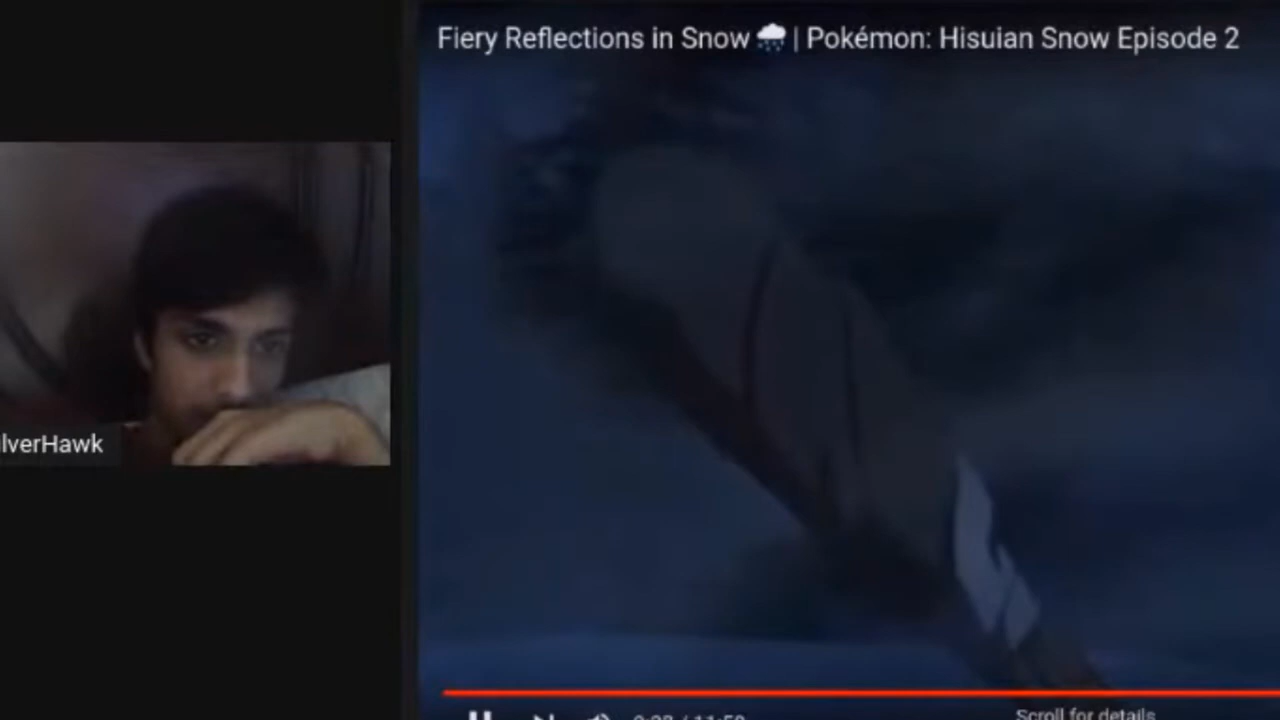 Fiery Reflections in Snow 🌨 | Pokémon: Hisuian Snow Episode 2
lverHawk
Scroll for details